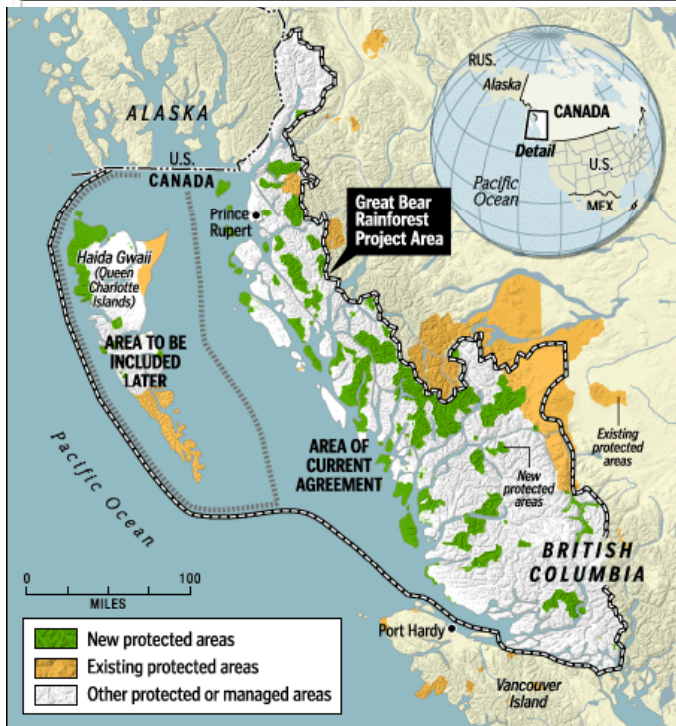 RUS.
Alaska
CANADA
Detail
U.S.
Pacific
Ocean
MEX.
ALASKA
U.S.
CANADA
Prince
Rupert
Great Bear
Rainforest
Project Area
Haida Gwaii
(Queen
Charlotte
Islands)
AREA TO BE
INCLUDED
LATER
AREA OF
CURRENT
AGREEMENT
Existing
protected
areas
New
protected
areas
Pacific Ocean
BRITISH
COLUMBIA
0 100
MILES
Port Hardy
Vancouver
Island
New protected areas
Existing protected areas
Other protected or managed areas